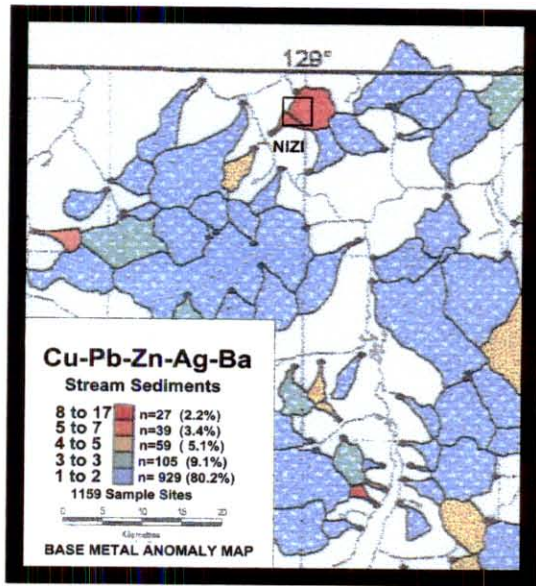 129°
NIZI
Cu-Pb-Zn-Ag-Ba
Stream Sediments
8 to 17 n=27 (2.2%)
5 to 7 n=39 (3.4%)
4 to 5 n=59 (5.1%)
3 to 3 n=105 (9.1%)
1 to 2 n= 929 (80.2%)
1159 Sample Sites
0 5 10 15 20
BASE METAL ANOMALY MAP